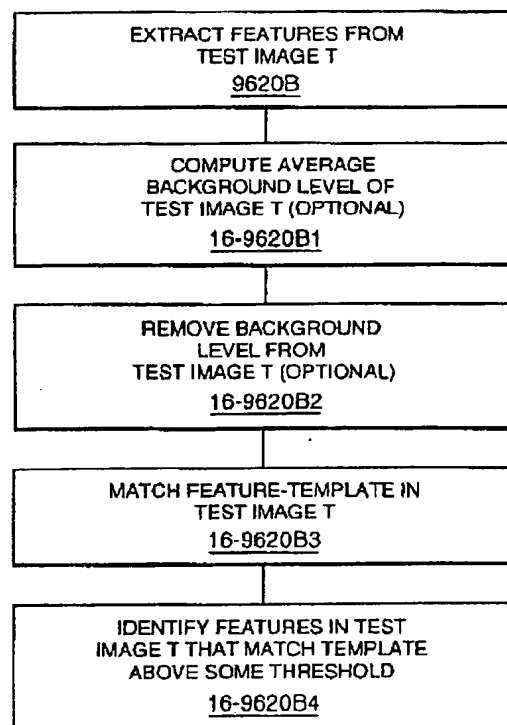 EXTRACT FEATURES FROM
TEST IMAGE T
9620B
COMPUTE AVERAGE
BACKGROUND LEVEL OF
TEST IMAGE T (OPTIONAL)
16-9620B1
REMOVE BACKGROUND
LEVEL FROM
TEST IMAGE T (OPTIONAL)
16-9620B2
MATCH FEATURE-TEMPLATE IN
TEST IMAGE T
16-9620B3
IDENTIFY FEATURES IN TEST
IMAGE T THAT MATCH TEMPLATE
ABOVE SOME THRESHOLD
16-9620B4